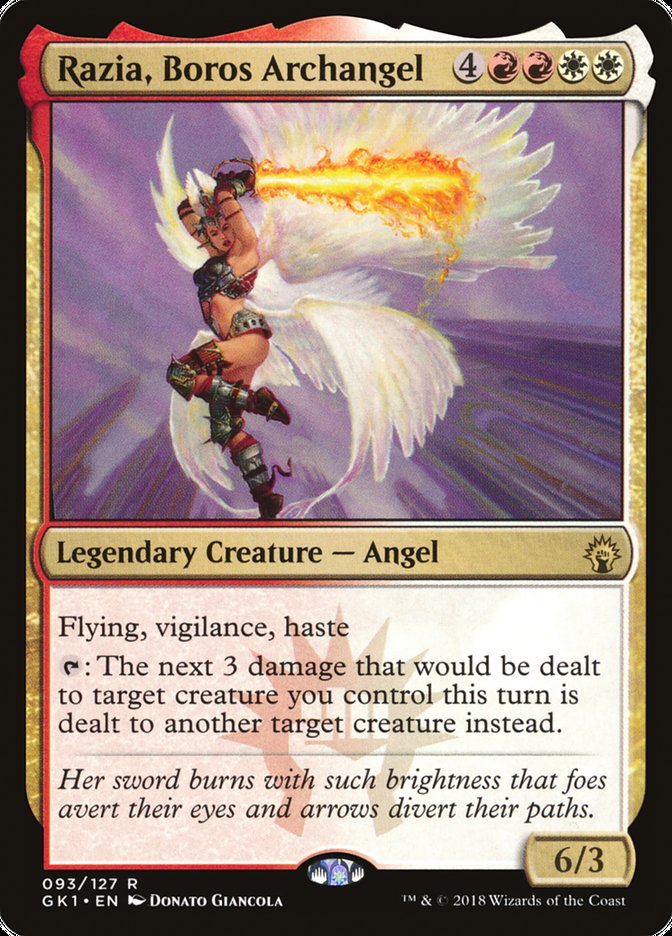 Razia, Boros Archangel 4
Legendary Creature — Angel
Flying, vigilance, haste
: The next 3 damage that would be dealt
to target creature you control this turn is
dealt to another target creature instead.
Her sword burns with such brightness that foes
avert their eyes and arrows divert their paths.
6/3
093/127 R
GK1 • EN Donato Giancola
™ & © 2018 Wizards of the Coast